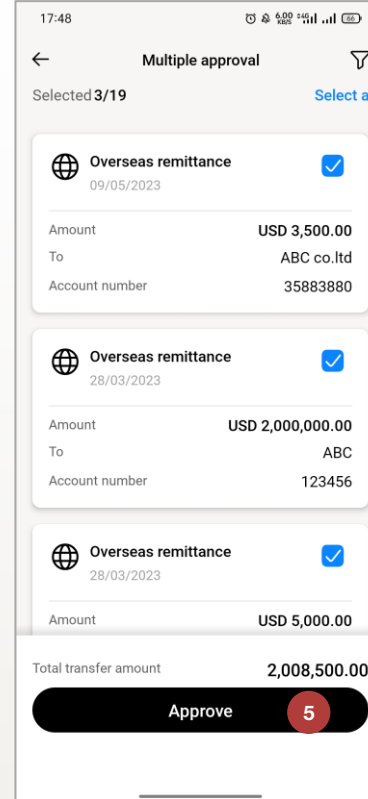 17:48 6.00 KB/S 4G 66
Multiple approval
Selected 3/19 Select a
Overseas remittance
09/05/2023
Amount USD 3,500.00
To ABC co.ltd
Account number 35883880
Overseas remittance
28/03/2023
Amount USD 2,000,000.00
To ABC
Account number 123456
Overseas remittance
28/03/2023
Amount USD 5,000.00
Total transfer amount 2,008,500.00
Approve 5